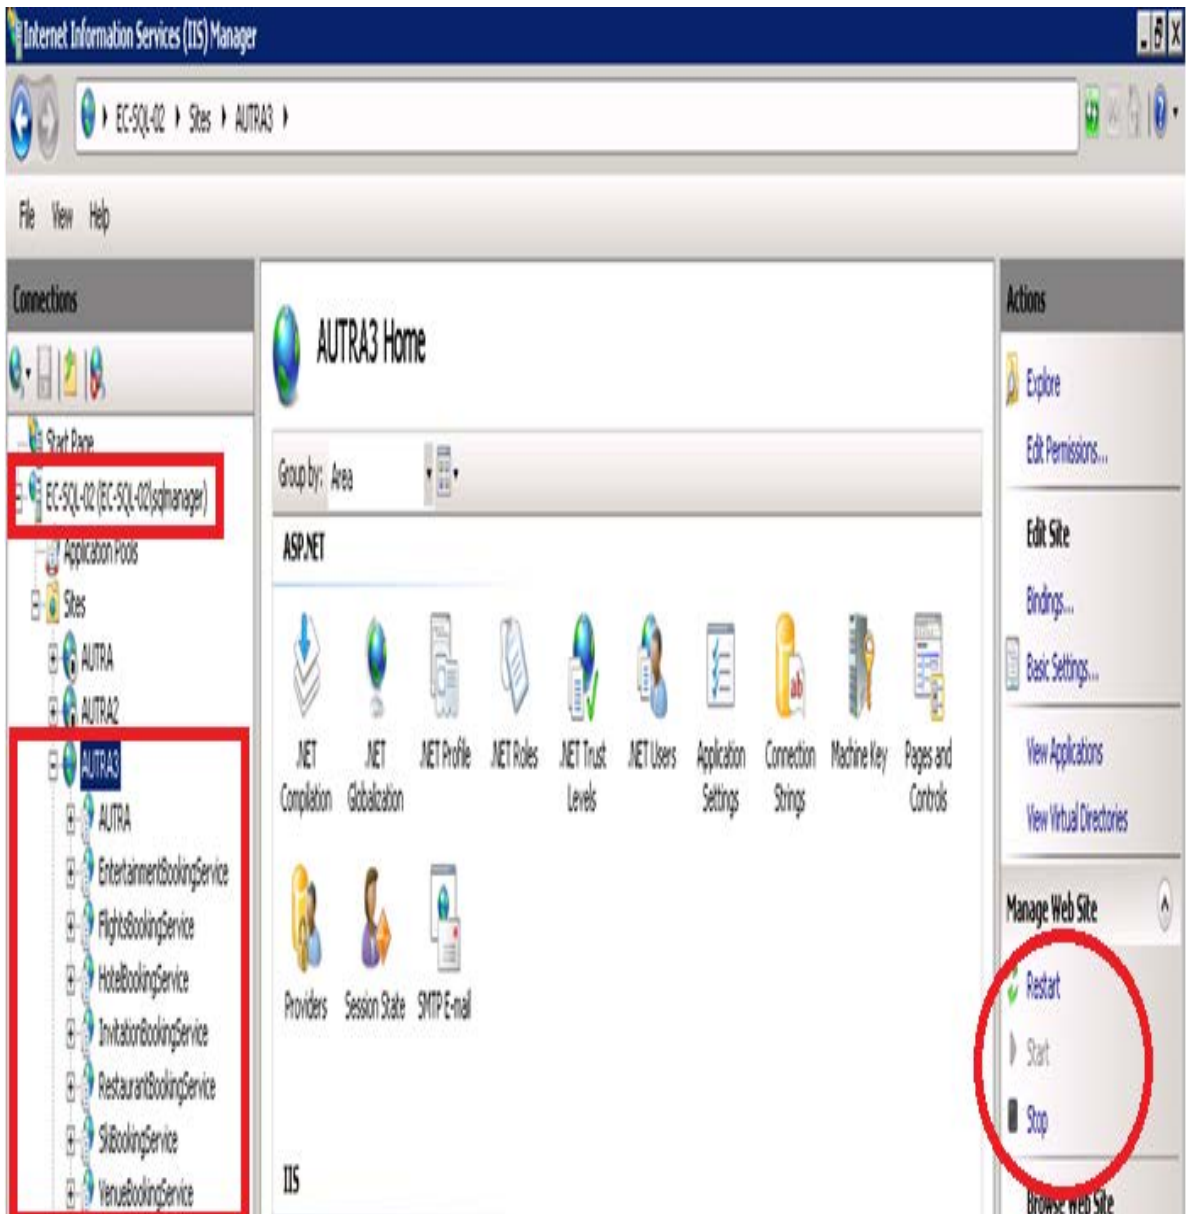 Internet Information Services (IIS) Manager
EC-SQL-02 Sites AUTRA3
File View Help
Connections
Start Page
EC-SQL-02 (EC-SQL-02\sqlmanager)
Application Pools
Sites
AUTRA
AUTRA2
AUTRA3
AUTRA
EntertainmentBookingService
FlightsBookingService
HotelBookingService
InvitationBookingService
RestaurantBookingService
SkiBookingService
VenueBookingService
AUTRA3 Home
Group by: Area
ASP.NET
.NET Compilation
.NET Globalization
.NET Profile
.NET Roles
.NET Trust Levels
.NET Users
Application Settings
Connection Strings
Machine Key
Pages and Controls
Providers
Session State
SMTP E-mail
IIS
Actions
Explore
Edit Permissions...
Edit Site
Bindings...
Basic Settings...
View Applications
View Virtual Directories
Manage Web Site
Restart
Start
Stop
Browse Web Site